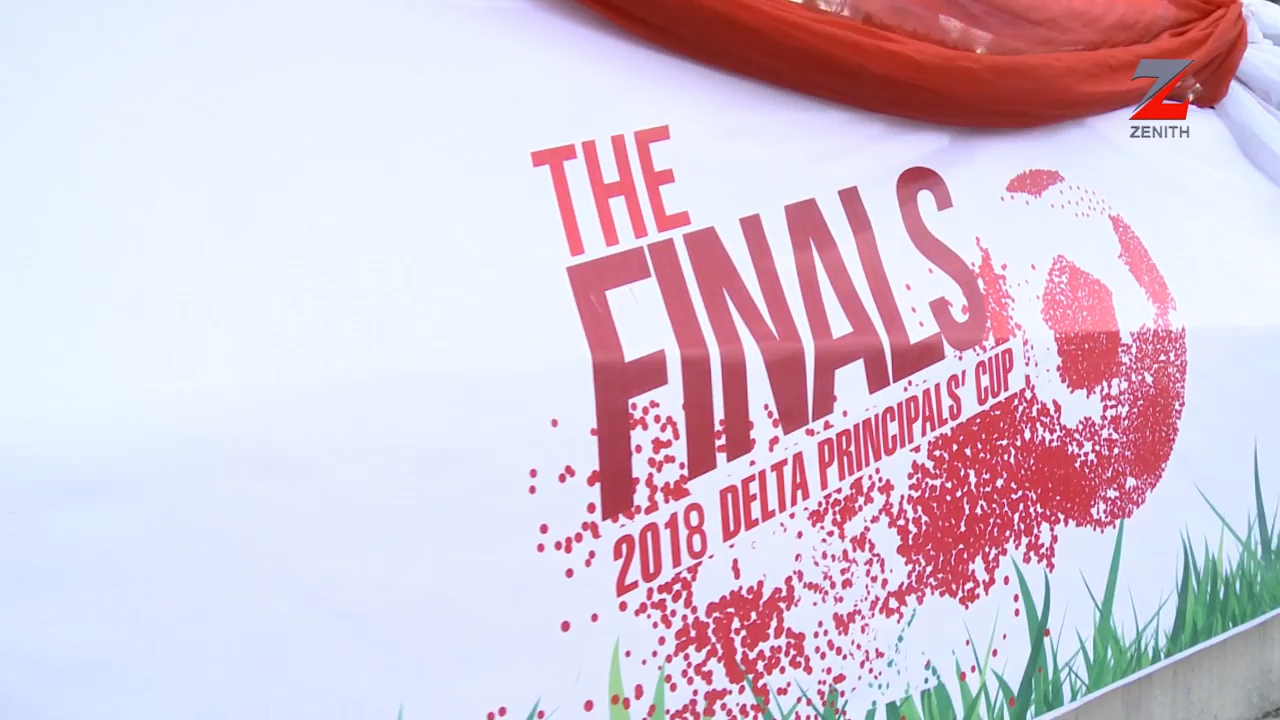 THE
FINALS
2018 DELTA PRINCIPALS' CUP
ZENITH